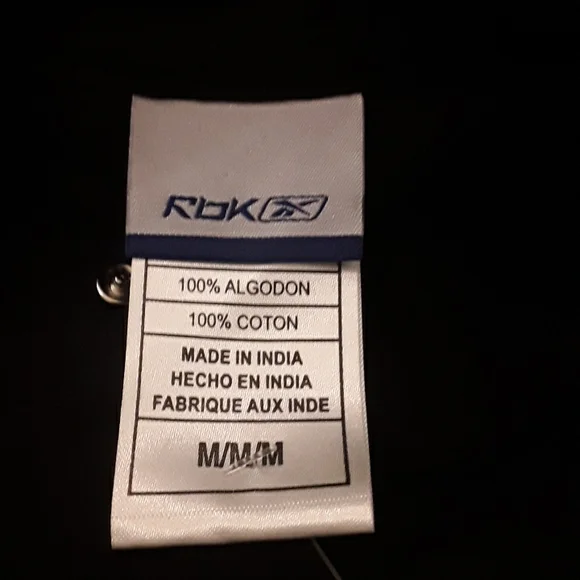 RbK
100% ALGODON
100% COTON
MADE IN INDIA
HECHO EN INDIA
FABRIQUE AUX INDE
M/M/M